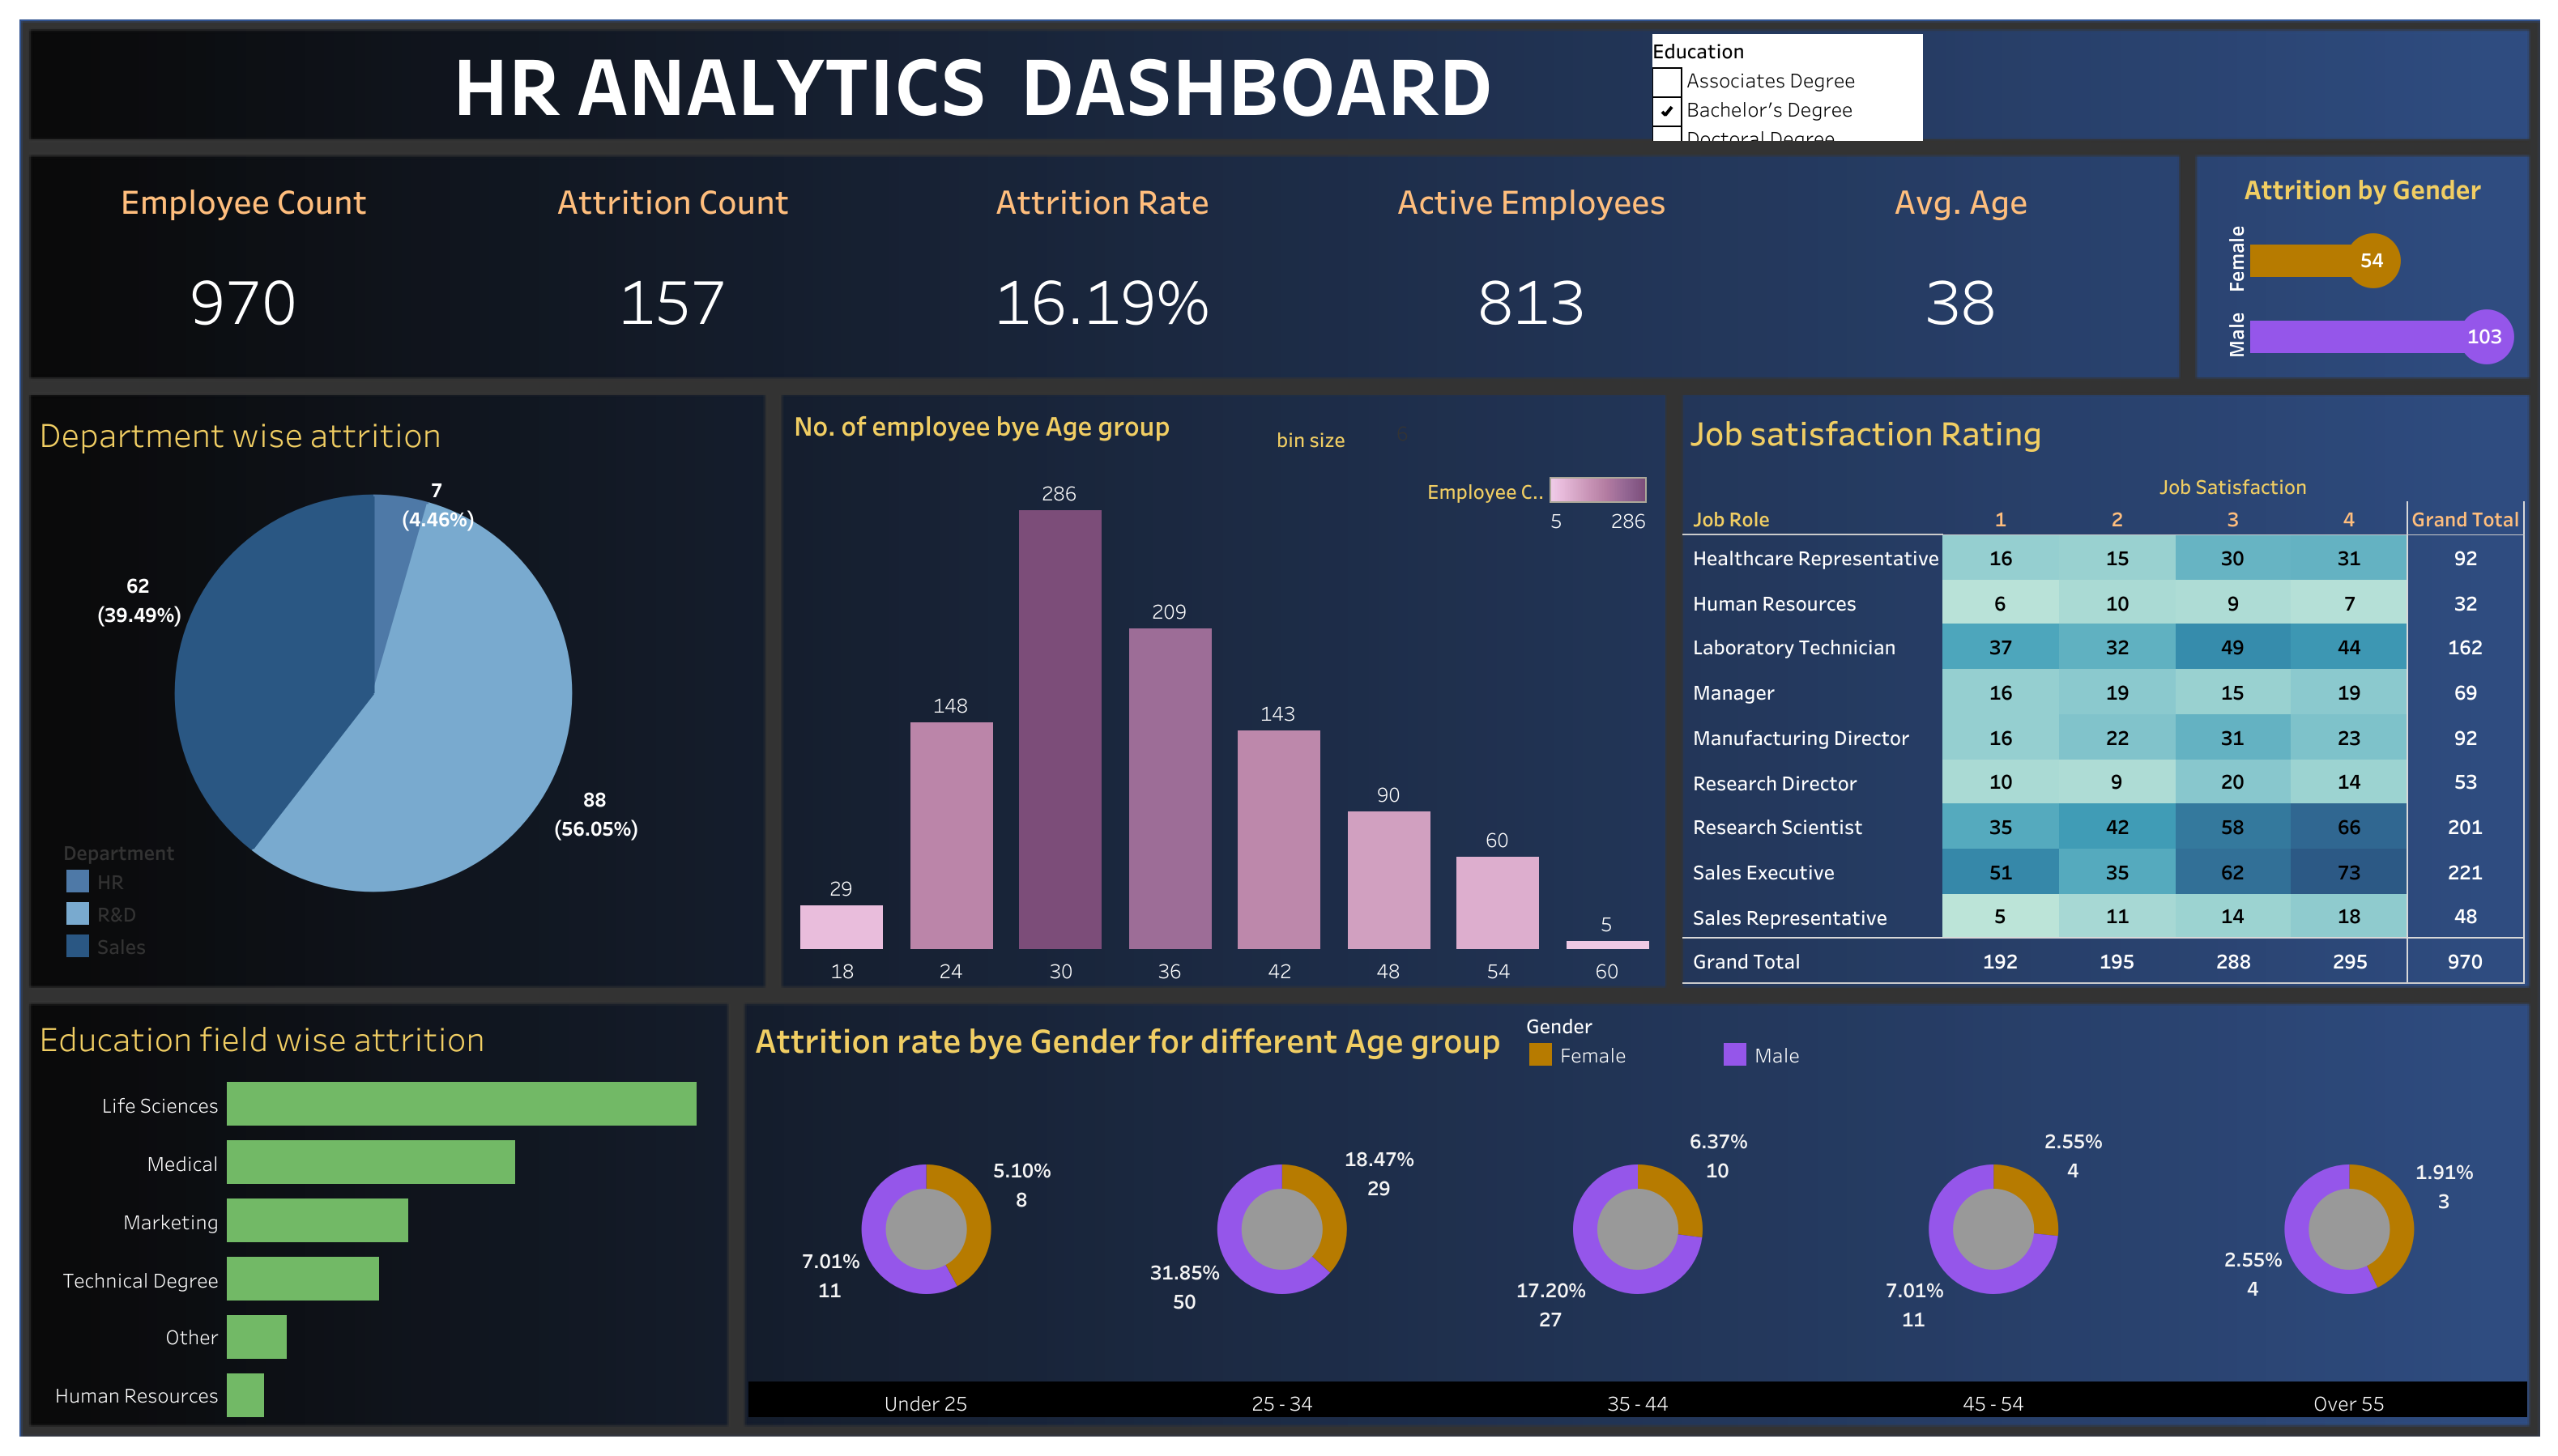 HR ANALYTICS DASHBOARD
Education
Associates Degree
Bachelor's Degree
Doctoral Degree
Employee Count
Attrition Count
Attrition Rate
Active Employees
Avg. Age
970
157
16.19%
813
38
Attrition by Gender
Female
54
Male
103
Department wise attrition
7
(4.46%)
62
(39.49%)
88
(56.05%)
Department
HR
R&D
Sales
No. of employee bye Age group
bin size
6
Employee C..
5 286
286
209
148
143
90
60
29
5
18 24 30 36 42 48 54 60
Job satisfaction Rating
Job Satisfaction
Job Role 1 2 3 4 Grand Total
Healthcare Representative 16 15 30 31 92
Human Resources 6 10 9 7 32
Laboratory Technician 37 32 49 44 162
Manager 16 19 15 19 69
Manufacturing Director 16 22 31 23 92
Research Director 10 9 20 14 53
Research Scientist 35 42 58 66 201
Sales Executive 51 35 62 73 221
Sales Representative 5 11 14 18 48
Grand Total 192 195 288 295 970
Education field wise attrition
Life Sciences
Medical
Marketing
Technical Degree
Other
Human Resources
Attrition rate bye Gender for different Age group
Gender
Female
Male
5.10%
8
7.01%
11
18.47%
29
31.85%
50
6.37%
10
17.20%
27
2.55%
4
7.01%
11
1.91%
3
2.55%
4
Under 25
25 - 34
35 - 44
45 - 54
Over 55